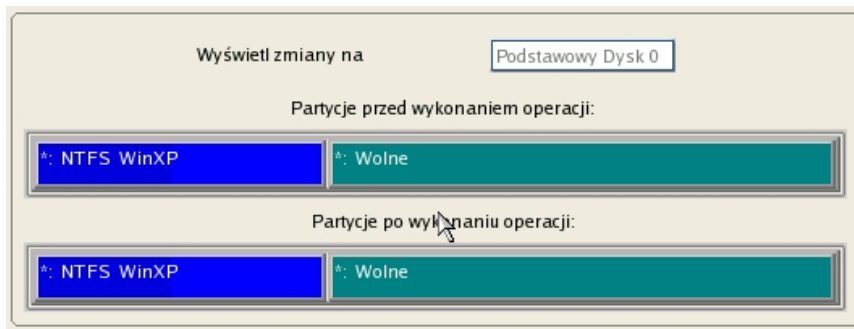 Wyświetl zmiany na Podstawowy Dysk 0
Partycje przed wykonaniem operacji:
*: NTFS WinXP *: Wolne
Partycje po wykonaniu operacji:
*: NTFS WinXP *: Wolne